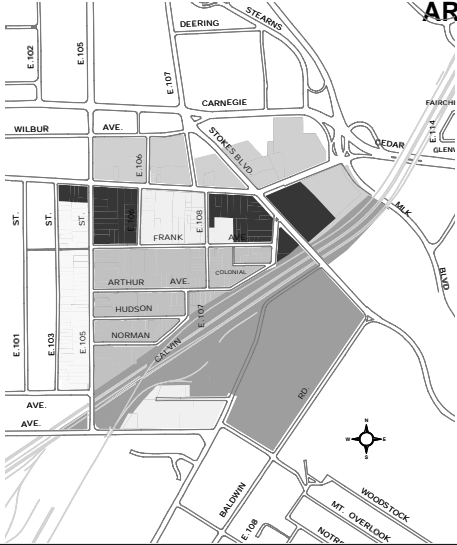 AR
STEARNS
DEERING
E.102
E.105
E.107
CARNEGIE
FAIRCHI
WILBUR AVE.
E.114
STOKES BLVD
CEDAR
GLENV
E.106
ST.
ST.
ST.
E.106
E.108
MLK
FRANK AVE.
COLONIAL
BLVD
ARTHUR AVE.
HUDSON
E.107
NORMAN
E.101
E.103
E.105
CALVIN
RD.
AVE.
AVE.
N
W
E
S
BALDWIN
WOODSTOCK
MT. OVERLOOK
E.108
NOTR